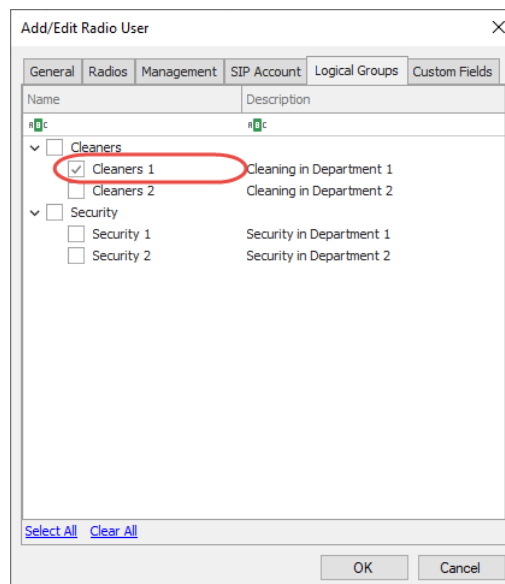 Add/Edit Radio User
General Radios Management SIP Account Logical Groups Custom Fields
Name Description
ABC ABC
Cleaners
Cleaners 1 Cleaning in Department 1
Cleaners 2 Cleaning in Department 2
Security
Security 1 Security in Department 1
Security 2 Security in Department 2
Select All Clear All
OK Cancel